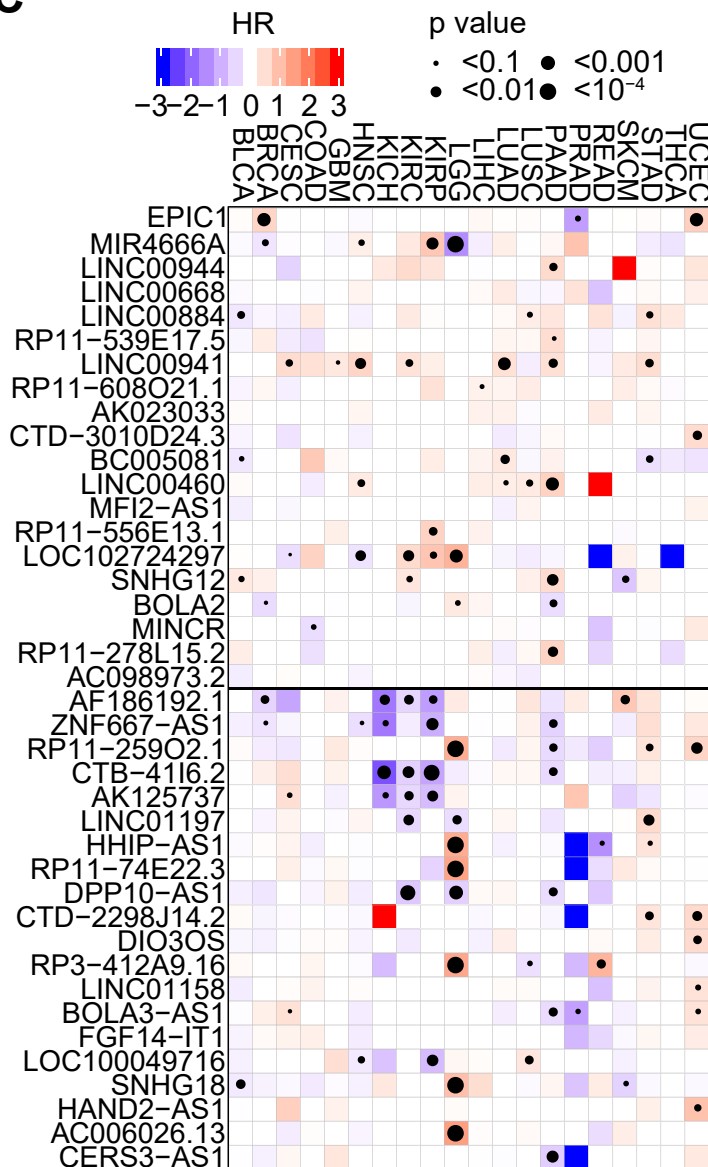 C
HR
p value
<0.1 <0.001
<0.01 <10−4
−3 −2 −1 0 1 2 3
BLCA BRCA CESC COAD GBM HNSC KICH KIRC KIRP LGG LIHC LUAD LUSC PAAD PRAD READ SKCM STAD THCA UCEC
EPIC1
MIR4666A
LINC00944
LINC00668
LINC00884
RP11−539E17.5
LINC00941
RP11−608O21.1
AK023033
CTD−3010D24.3
BC005081
LINC00460
MFI2−AS1
RP11−556E13.1
LOC102724297
SNHG12
BOLA2
MINCR
RP11−278L15.2
AC098973.2
AF186192.1
ZNF667−AS1
RP11−259O2.1
CTB−41I6.2
AK125737
LINC01197
HHIP−AS1
RP11−74E22.3
DPP10−AS1
CTD−2298J14.2
DIO3OS
RP3−412A9.16
LINC01158
BOLA3−AS1
FGF14−IT1
LOC100049716
SNHG18
HAND2−AS1
AC006026.13
CERS3−AS1